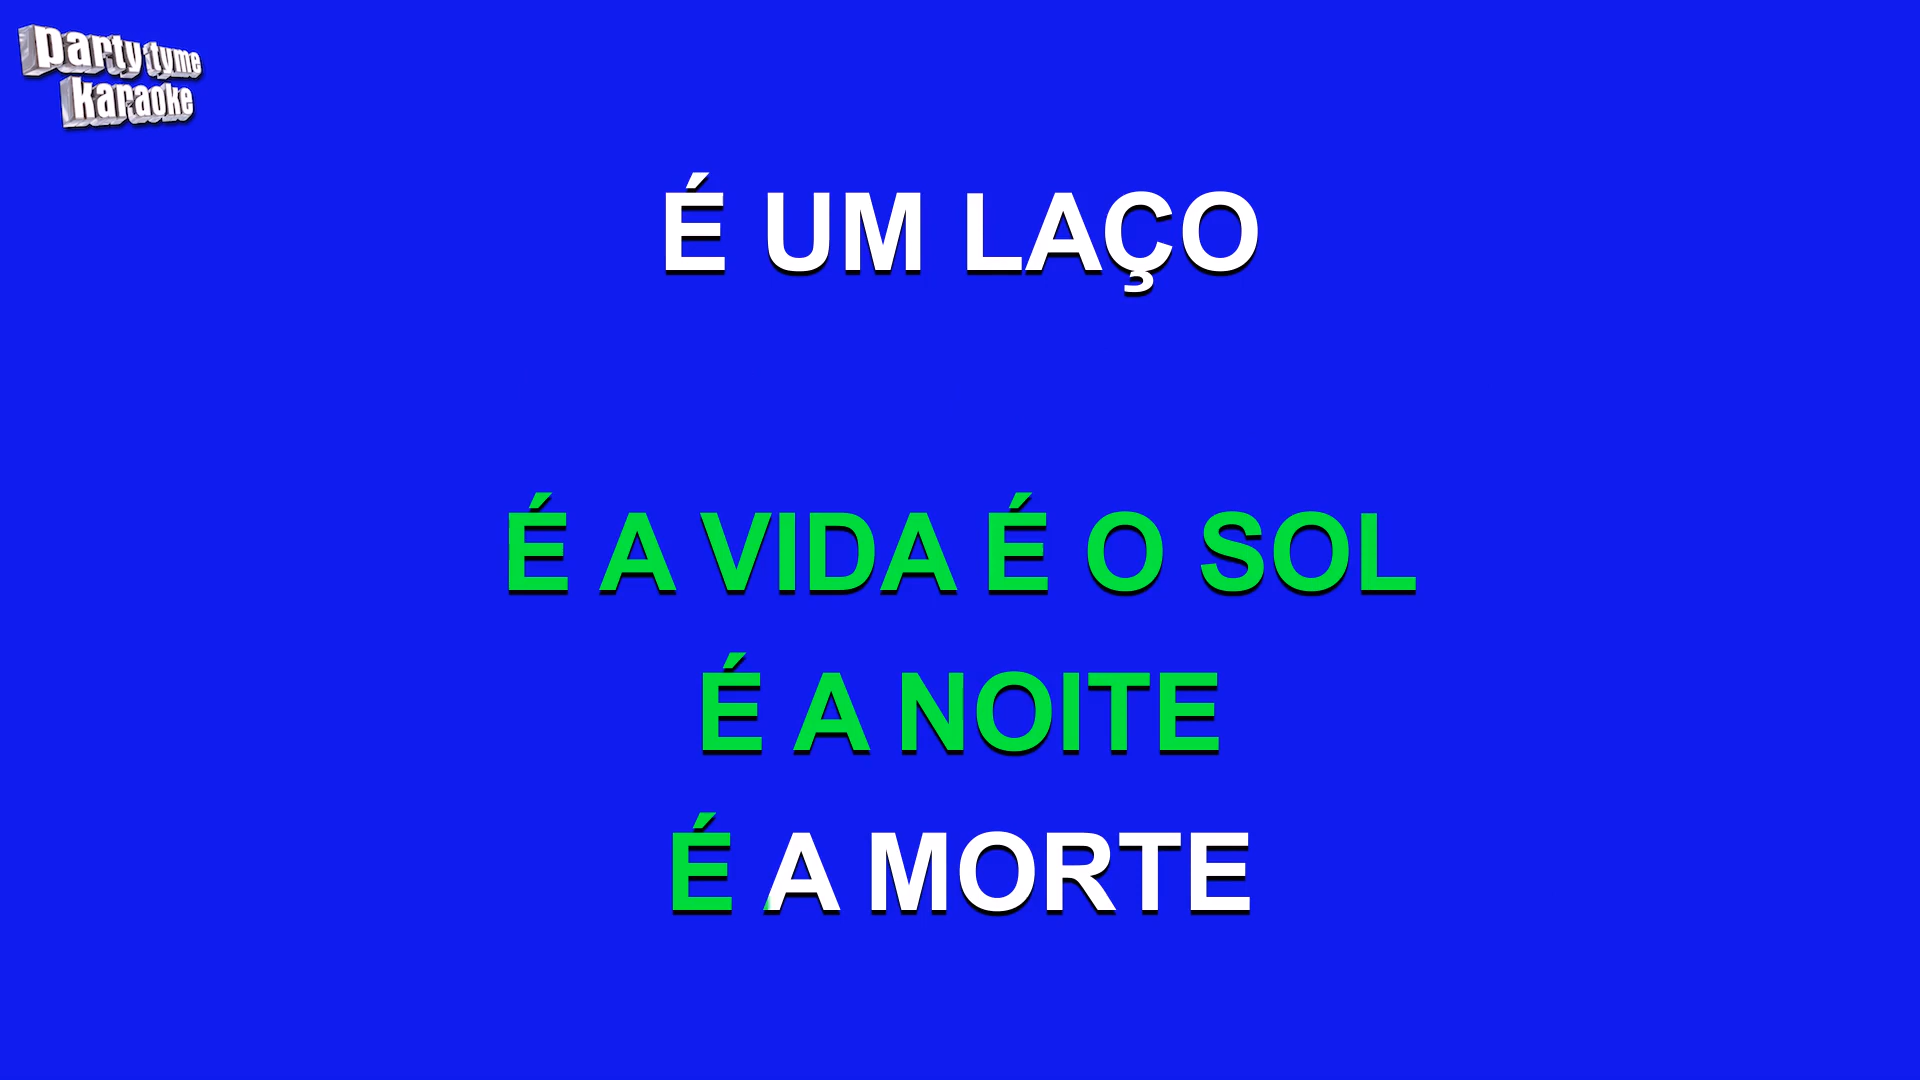 party tyme
karaoke
É UM LAÇO
É A VIDA É O SOL
É A NOITE
É A MORTE